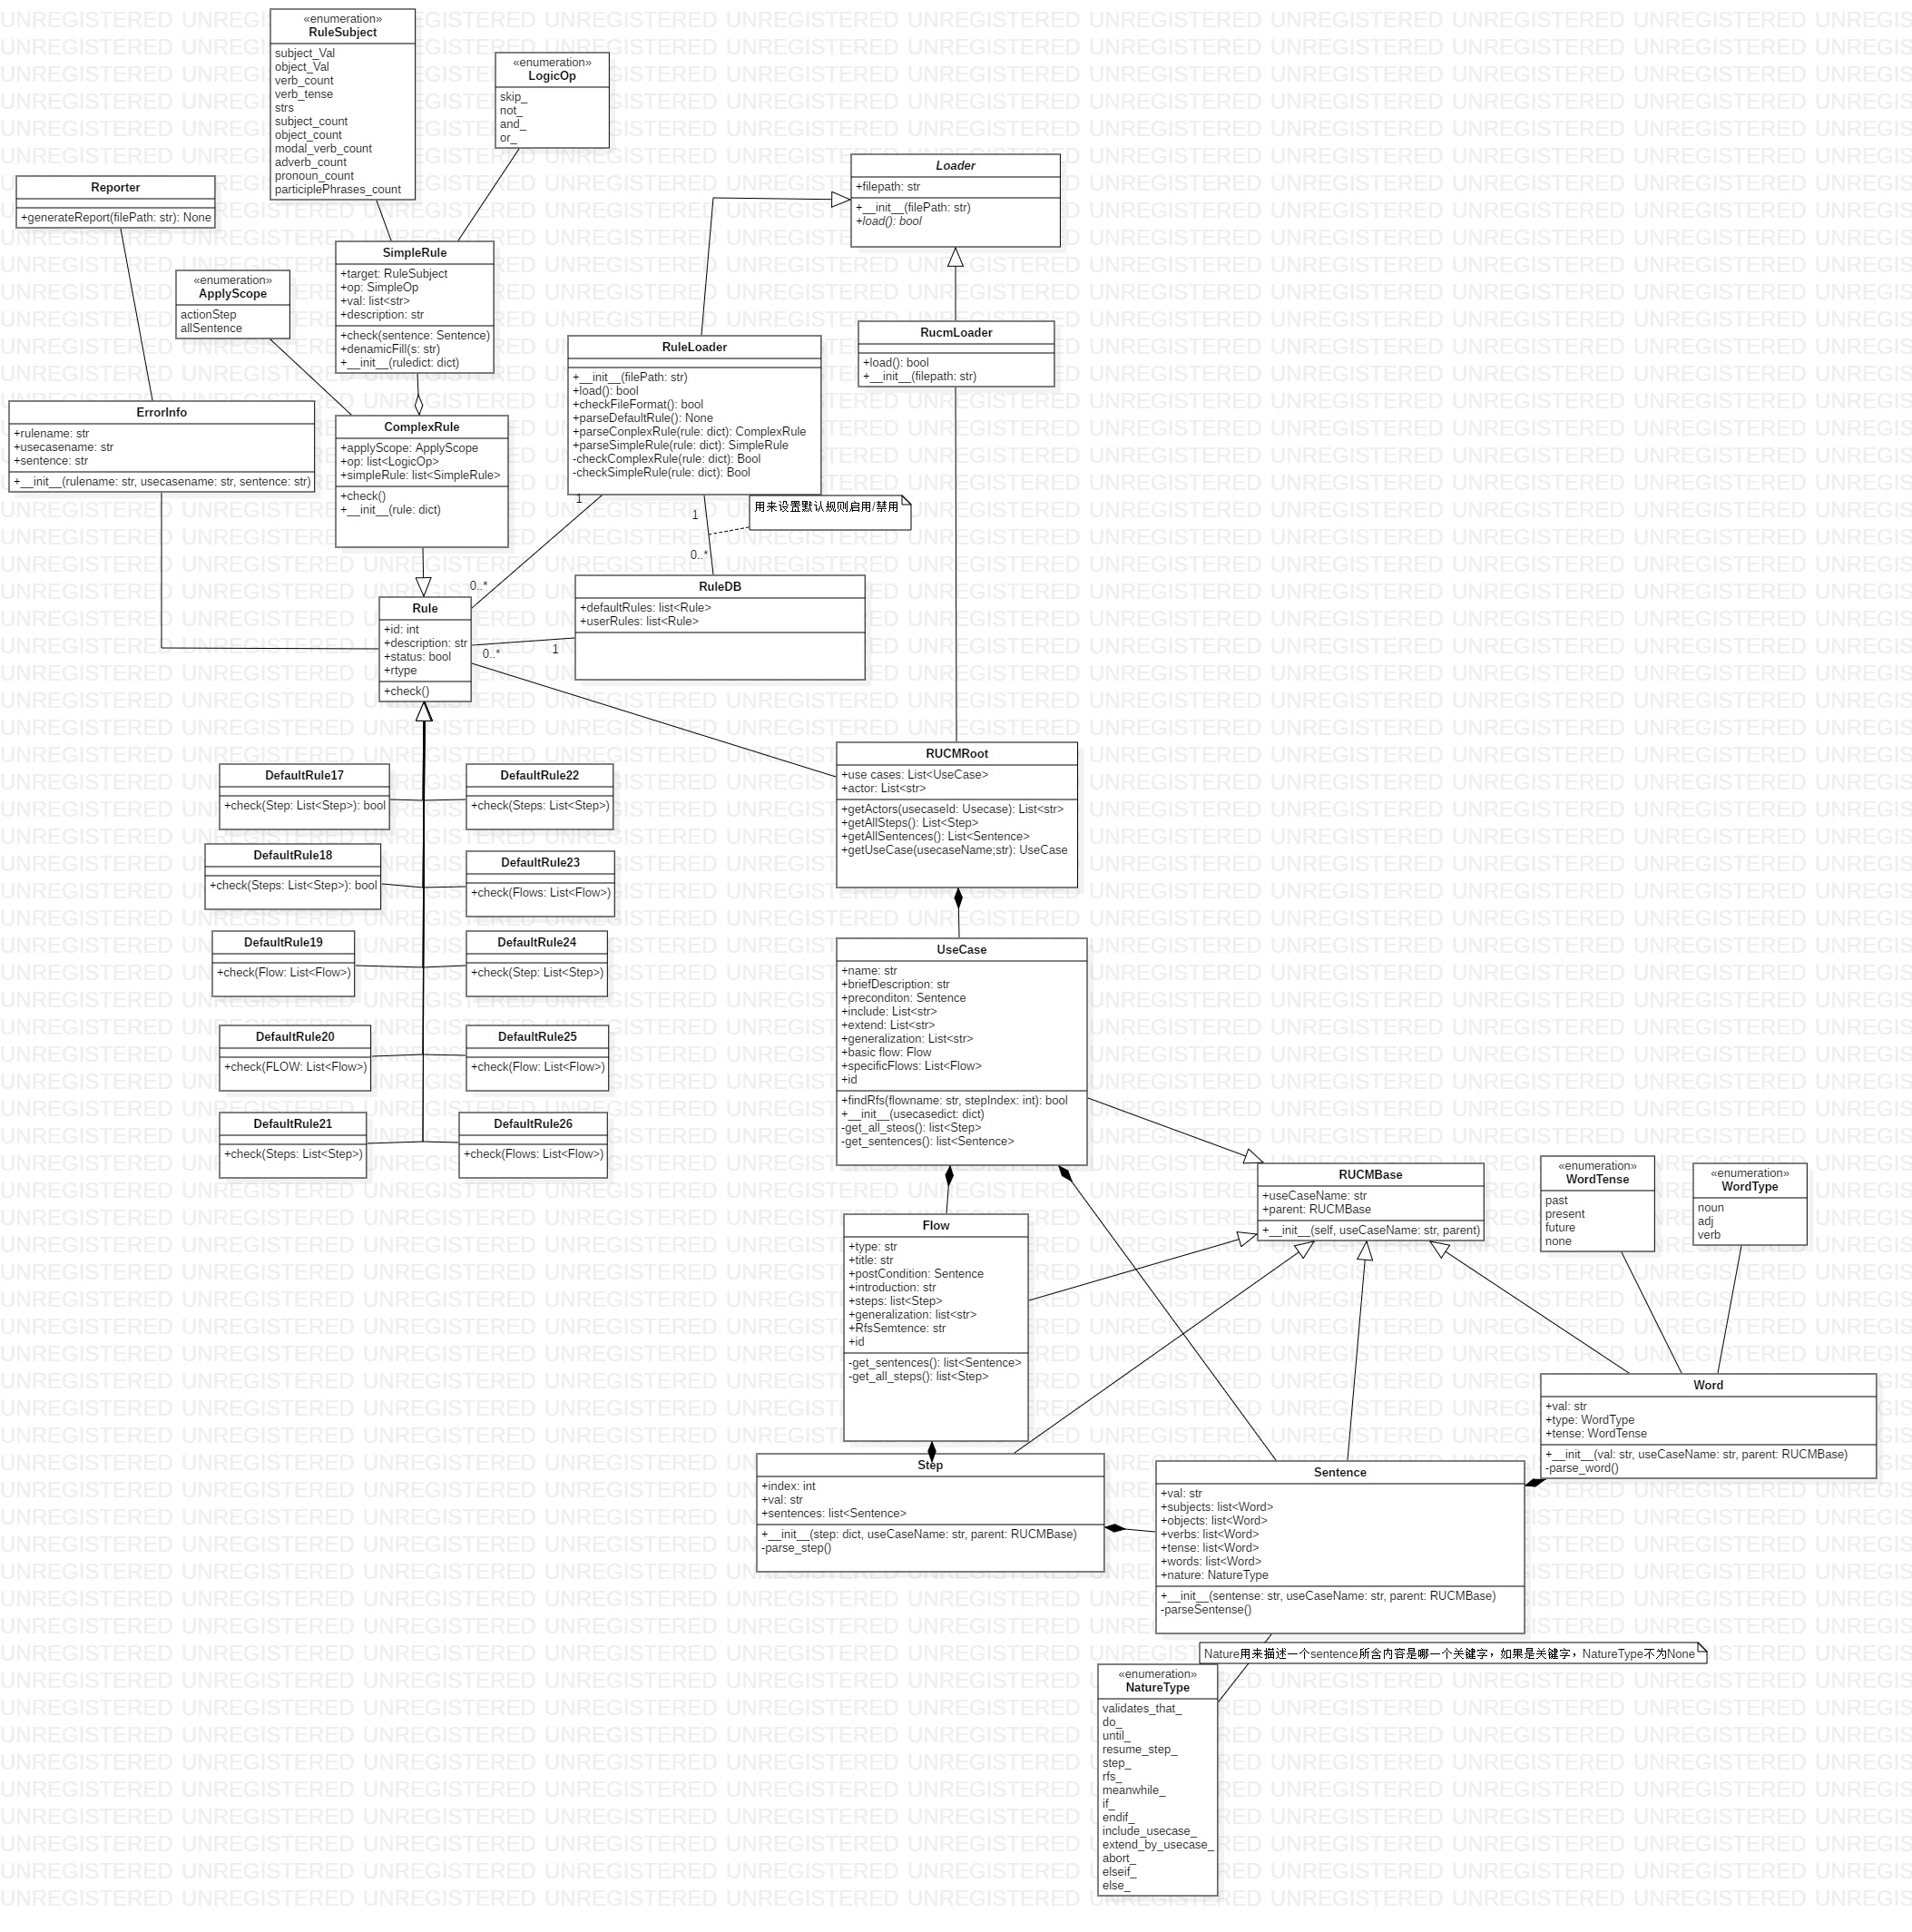 «enumeration»
RuleSubject
subject_Val
object_Val
verb_count
verb_tense
strs
subject_count
object_count
modal_verb_count
adverb_count
pronoun_count
participlePhrases_count
«enumeration»
LogicOp
skip_
not_
and_
or_
Reporter
+generateReport(filePath: str): None
«enumeration»
ApplyScope
actionStep
allSentence
SimpleRule
+target: RuleSubject
+op: SimpleOp
+val: list<str>
+description: str
+check(sentence: Sentence)
+denamicFill(s: str)
+__init__(ruledict: dict)
Loader
+filepath: str
+__init__(filePath: str)
+load(): bool
RuleLoader
+__init__(filePath: str)
+load(): bool
+checkFileFormat(): bool
+parseDefaultRule(): None
+parseConplexRule(rule: dict): ComplexRule
+parseSimpleRule(rule: dict): SimpleRule
-checkComplexRule(rule: dict): Bool
-checkSimpleRule(rule: dict): Bool
RucmLoader
+load(): bool
+__init__(filepath: str)
ErrorInfo
+rulename: str
+usecasename: str
+sentence: str
+__init__(rulename: str, usecasename: str, sentence: str)
ComplexRule
+applyScope: ApplyScope
+op: list<LogicOp>
+simpleRule: list<SimpleRule>
+check()
+__init__(rule: dict)
1
0..*
1
0..*
用来设置默认规则启用/禁用
Rule
+id: int
+description: str
+status: bool
+rtype
+check()
0..*
1
RuleDB
+defaultRules: list<Rule>
+userRules: list<Rule>
DefaultRule17
+check(Step: List<Step>): bool
DefaultRule22
+check(Steps: List<Step>)
DefaultRule18
+check(Steps: List<Step>): bool
DefaultRule23
+check(Flows: List<Flow>)
DefaultRule19
+check(Flow: List<Flow>)
DefaultRule24
+check(Step: List<Step>)
DefaultRule20
+check(FLOW: List<Flow>)
DefaultRule25
+check(Flow: List<Flow>)
DefaultRule21
+check(Steps: List<Step>)
DefaultRule26
+check(Flows: List<Flow>)
RUCMRoot
+use cases: List<UseCase>
+actor: List<str>
+getActors(usecaseId: Usecase): List<str>
+getAllSteps(): List<Step>
+getAllSentences(): List<Sentence>
+getUseCase(usecaseName;str): UseCase
UseCase
+name: str
+briefDescription: str
+preconditon: Sentence
+include: List<str>
+extend: List<str>
+generalization: List<str>
+basic flow: Flow
+specificFlows: List<Flow>
+id
+findRfs(flowname: str, stepIndex: int): bool
+__init__(usecasedict: dict)
-get_all_steos(): list<Step>
-get_sentences(): list<Sentence>
RUCMBase
+useCaseName: str
+parent: RUCMBase
+__init__(self, useCaseName: str, parent)
«enumeration»
WordTense
past
present
future
none
«enumeration»
WordType
noun
adj
verb
Flow
+type: str
+title: str
+postCondition: Sentence
+introduction: str
+steps: list<Step>
+generalization: list<str>
+RfsSemtence: str
+id
-get_sentences(): list<Sentence>
-get_all_steps(): list<Step>
Word
+val: str
+type: WordType
+tense: WordTense
+__init__(val: str, useCaseName: str, parent: RUCMBase)
-parse_word()
Step
+index: int
+val: str
+sentences: list<Sentence>
+__init__(step: dict, useCaseName: str, parent: RUCMBase)
-parse_step()
Sentence
+val: str
+subjects: list<Word>
+objects: list<Word>
+verbs: list<Word>
+tense: list<Word>
+words: list<Word>
+nature: NatureType
+__init__(sentense: str, useCaseName: str, parent: RUCMBase)
-parseSentense()
Nature用来描述一个sentence所含内容是哪一个关键字，如果是关键字，NatureType不为None
«enumeration»
NatureType
validates_that_
do_
until_
resume_step_
step_
rfs_
meanwhile_
if_
endif_
include_usecase_
extend_by_usecase_
abort_
elseif_
else_